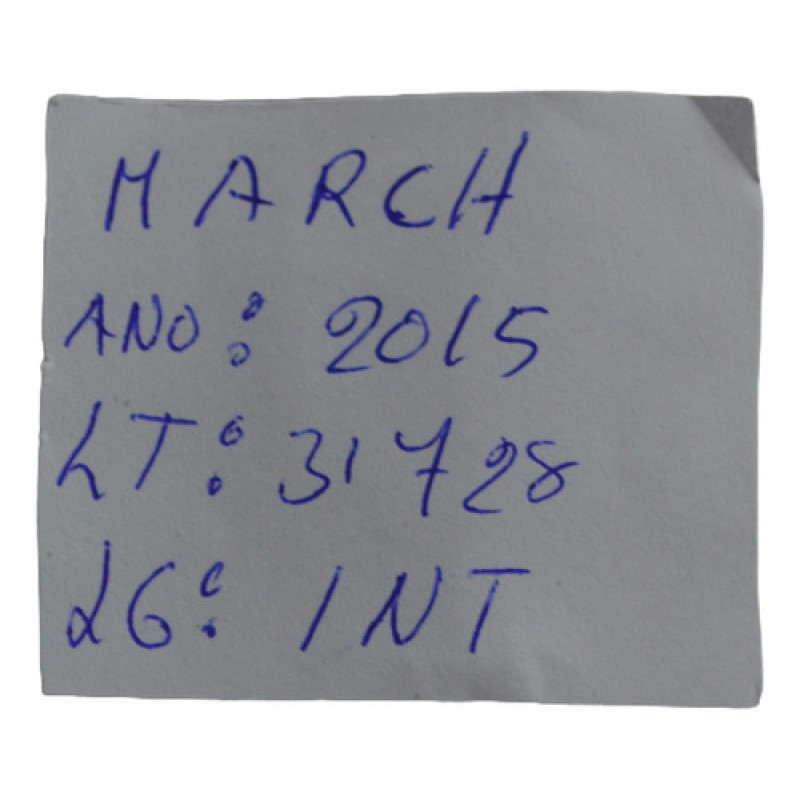 MARCH
ANO: 2015
LT: 31728
LG: INT